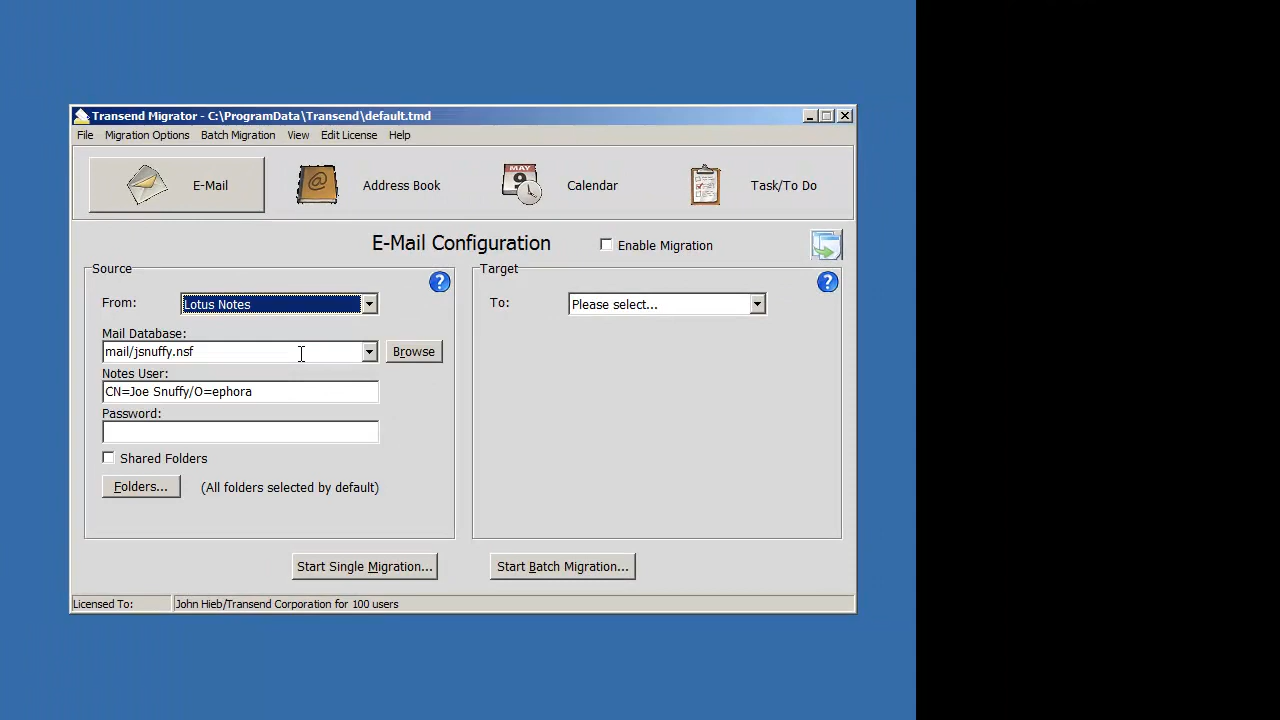 Transend Migrator - C:\ProgramData\Transend\default.tmd
File Migration Options Batch Migration View Edit License Help
E-Mail Address Book MAY 9 Calendar Task/To Do
E-Mail Configuration Enable Migration
Source Target
From: Lotus Notes To: Please select...
Mail Database:
mail/jsnuffy.nsf Browse
Notes User:
CN=Joe Snuffy/O=ephora
Password:
Shared Folders
Folders... (All folders selected by default)
Start Single Migration... Start Batch Migration...
Licensed To: John Hieb/Transend Corporation for 100 users